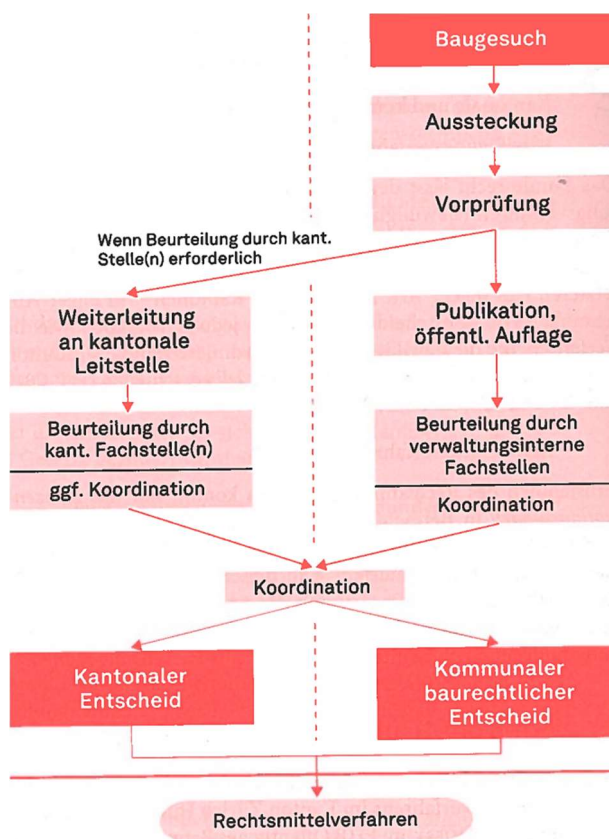 Baugesuch
Aussteckung
Vorprüfung
Wenn Beurteilung durch kant.
Stelle(n) erforderlich
Weiterleitung
an kantonale
Leitstelle
Publikation,
öffentl. Auflage
Beurteilung durch
kant. Fachstelle(n)
ggf. Koordination
Beurteilung durch
verwaltungsinterne
Fachstellen
Koordination
Koordination
Kantonaler
Entscheid
Kommunaler
baurechtlicher
Entscheid
Rechtsmittelverfahren